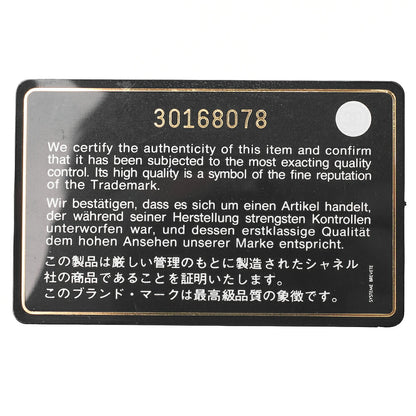 30168078
We certify the authenticity of this item and confirm
that it has been subjected to the most exacting quality
control. Its high quality is a symbol of the fine reputation
of the Trademark.
Wir bestätigen, dass es sich um einen Artikel handelt,
der während seiner Herstellung strengsten Kontrollen
unterworfen war, und dessen erstklassige Qualität
dem hohen Ansehen unserer Marke entspricht.
この製品は厳しい管理のもとに製造されたシャネル
社の商品であることを証明いたします。
このブランド・マークは最高級品質の象徴です。
SYSTEME BREVETE